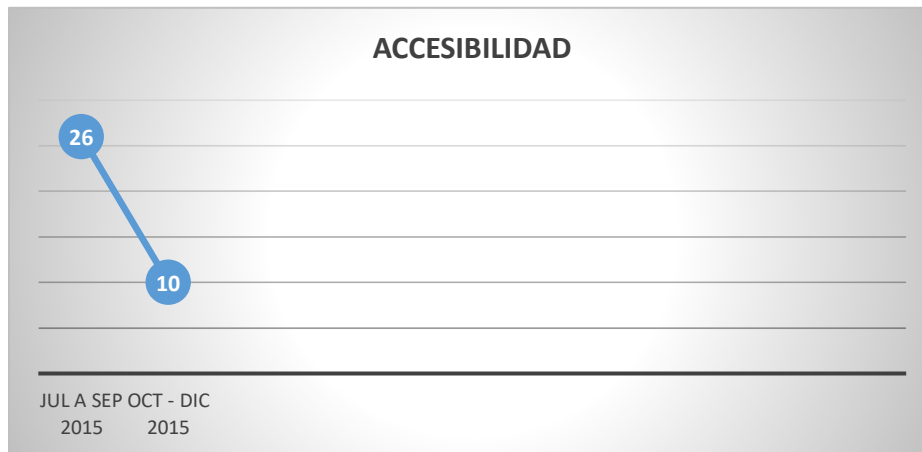 ACCESIBILIDAD
26
10
JUL A SEP OCT - DIC
2015 2015